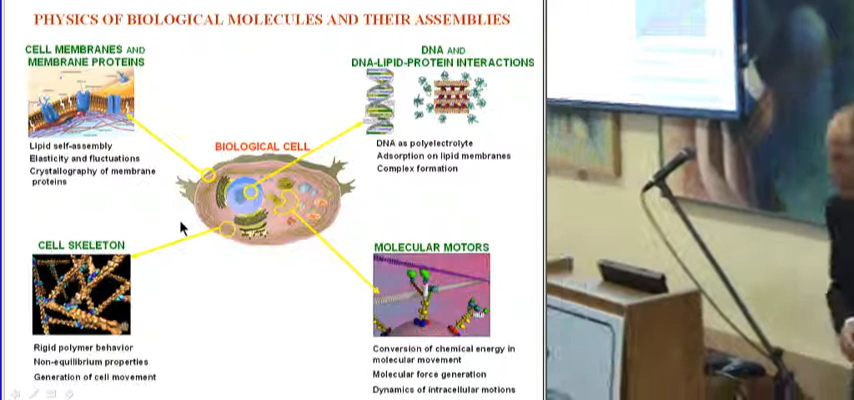 PHYSICS OF BIOLOGICAL MOLECULES AND THEIR ASSEMBLIES
CELL MEMBRANES AND
MEMBRANE PROTEINS
Lipid self-assembly
Elasticity and fluctuations
Crystallography of membrane
proteins
DNA AND
DNA-LIPID-PROTEIN INTERACTIONS
DNA as polyelectrolyte
Adsorption on lipid membranes
Complex formation
BIOLOGICAL CELL
CELL SKELETON
Rigid polymer behavior
Non-equilibrium properties
Generation of cell movement
MOLECULAR MOTORS
Conversion of chemical energy in
molecular movement
Molecular force generation
Dynamics of intracellular motions